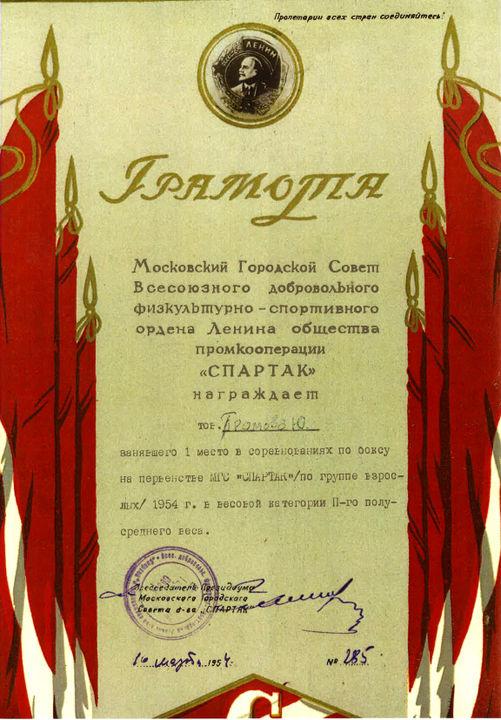 Пролетарии всех стран соединяйтесь!
ЛЕНИН
Грамота
Московский Городской Совет
Всесоюзного добровольного
физкультурно-спортивного
ордена Ленина общества
промкооперации
«СПАРТАК»
награждает
тов. Ю.
занявшего 1 место в соревнованиях по боксу
на первенстве МГС "СПАРТАК"/по группе взрос-
лых/ 1954 г. в весовой категории II-го полу-
среднего веса.
Председатель Президиума
Московского Городского
Совета о-ва „СПАРТАК
16 марта 1954.
№ 285